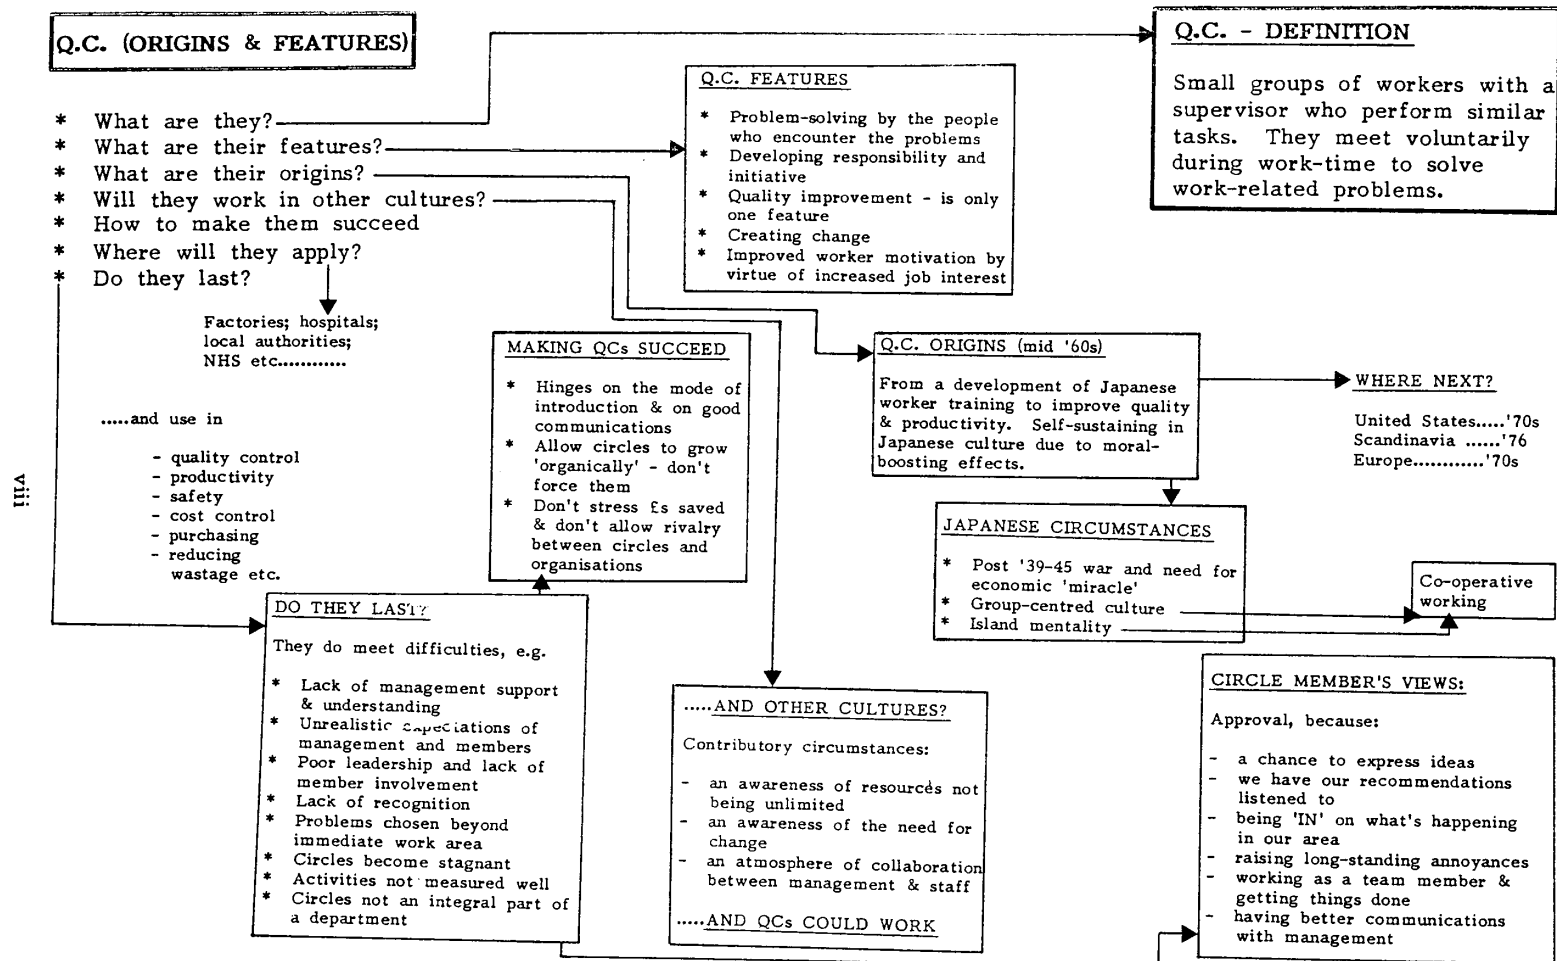 Q.C. (ORIGINS & FEATURES)
* What are they?
* What are their features?
* What are their origins?
* Will they work in other cultures?
* How to make them succeed
* Where will they apply?
* Do they last?
Factories; hospitals;
local authorities;
NHS etc............
.....and use in
- quality control
- productivity
- safety
- cost control
- purchasing
- reducing
wastage etc.
viii
Q.C. FEATURES
* Problem-solving by the people
who encounter the problems
* Developing responsibility and
initiative
* Quality improvement - is only
one feature
* Creating change
* Improved worker motivation by
virtue of increased job interest
Q.C. - DEFINITION
Small groups of workers with a
supervisor who perform similar
tasks. They meet voluntarily
during work-time to solve
work-related problems.
MAKING QCs SUCCEED
* Hinges on the mode of
introduction & on good
communications
* Allow circles to grow
'organically' - don't
force them
* Don't stress £s saved
& don't allow rivalry
between circles and
organisations
Q.C. ORIGINS (mid '60s)
From a development of Japanese
worker training to improve quality
& productivity. Self-sustaining in
Japanese culture due to moral-
boosting effects.
WHERE NEXT?
United States.....'70s
Scandinavia ......'76
Europe............'70s
JAPANESE CIRCUMSTANCES
* Post '39-45 war and need for
economic 'miracle'
* Group-centred culture
* Island mentality
Co-operative
working
DO THEY LAST?
They do meet difficulties, e.g.
* Lack of management support
& understanding
* Unrealistic expectations of
management and members
* Poor leadership and lack of
member involvement
* Lack of recognition
* Problems chosen beyond
immediate work area
* Circles become stagnant
* Activities not measured well
* Circles not an integral part of
a department
.....AND OTHER CULTURES?
Contributory circumstances:
- an awareness of resources not
being unlimited
- an awareness of the need for
change
- an atmosphere of collaboration
between management & staff
.....AND QCs COULD WORK
CIRCLE MEMBER'S VIEWS:
Approval, because:
- a chance to express ideas
- we have our recommendations
listened to
- being 'IN' on what's happening
in our area
- raising long-standing annoyances
- working as a team member &
getting things done
- having better communications
with management